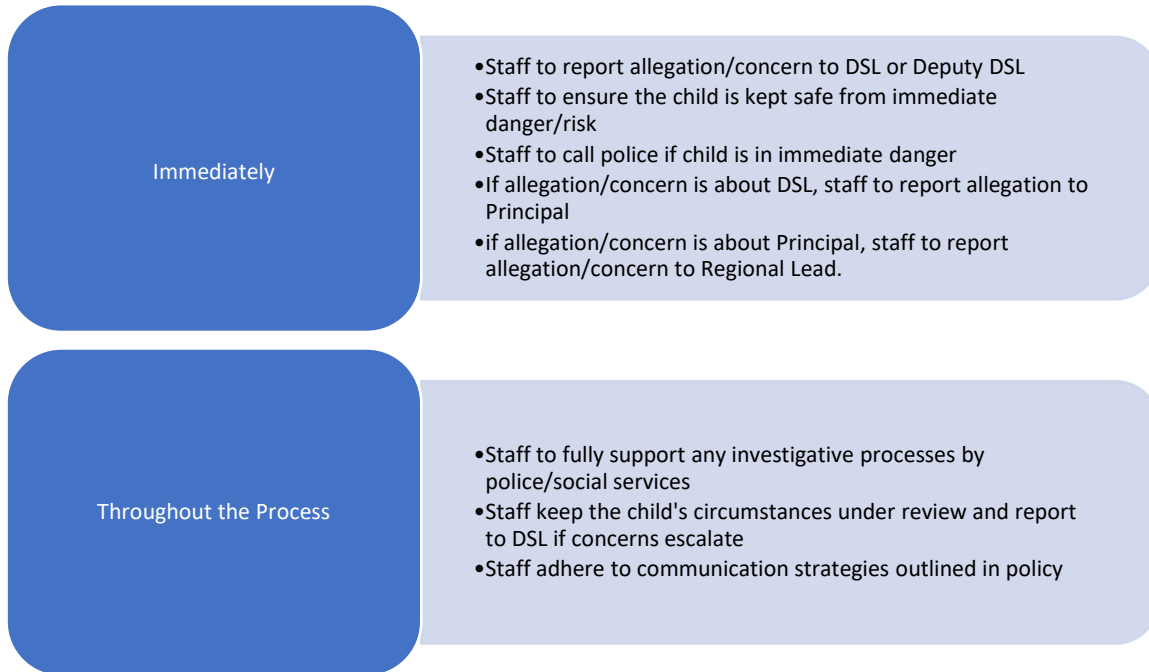 Immediately
•Staff to report allegation/concern to DSL or Deputy DSL
•Staff to ensure the child is kept safe from immediate
danger/risk
•Staff to call police if child is in immediate danger
•If allegation/concern is about DSL, staff to report allegation to
Principal
•if allegation/concern is about Principal, staff to report
allegation/concern to Regional Lead.
Throughout the Process
•Staff to fully support any investigative processes by
police/social services
•Staff keep the child's circumstances under review and report
to DSL if concerns escalate
•Staff adhere to communication strategies outlined in policy